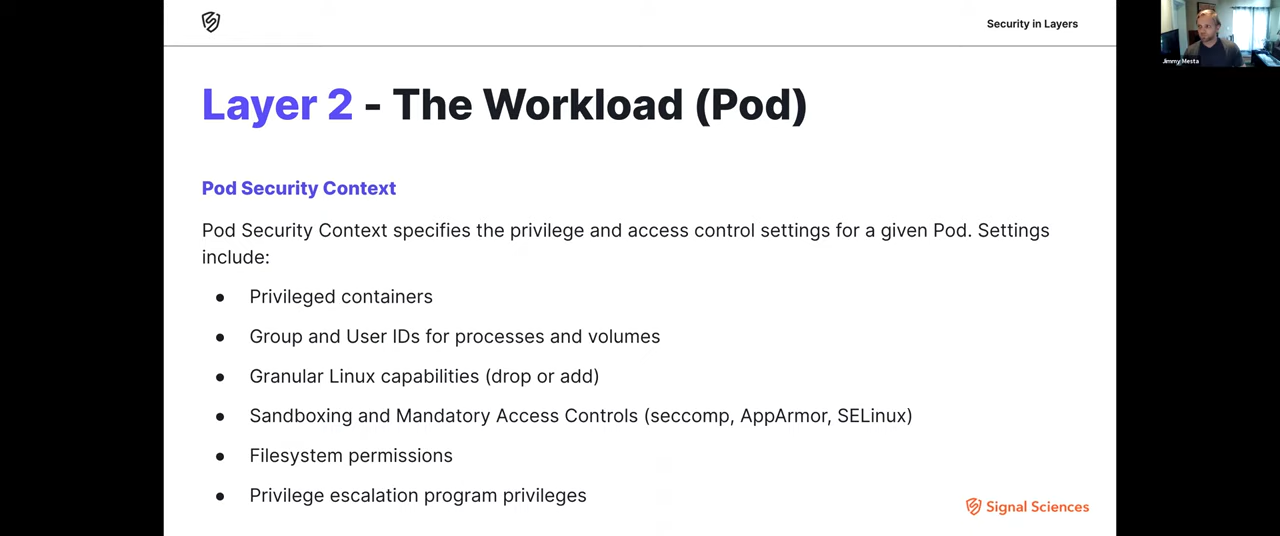 Security in Layers
Jimmy Mesta
Layer 2 - The Workload (Pod)
Pod Security Context
Pod Security Context specifies the privilege and access control settings for a given Pod. Settings
include:
● Privileged containers
● Group and User IDs for processes and volumes
● Granular Linux capabilities (drop or add)
● Sandboxing and Mandatory Access Controls (seccomp, AppArmor, SELinux)
● Filesystem permissions
● Privilege escalation program privileges
Signal Sciences